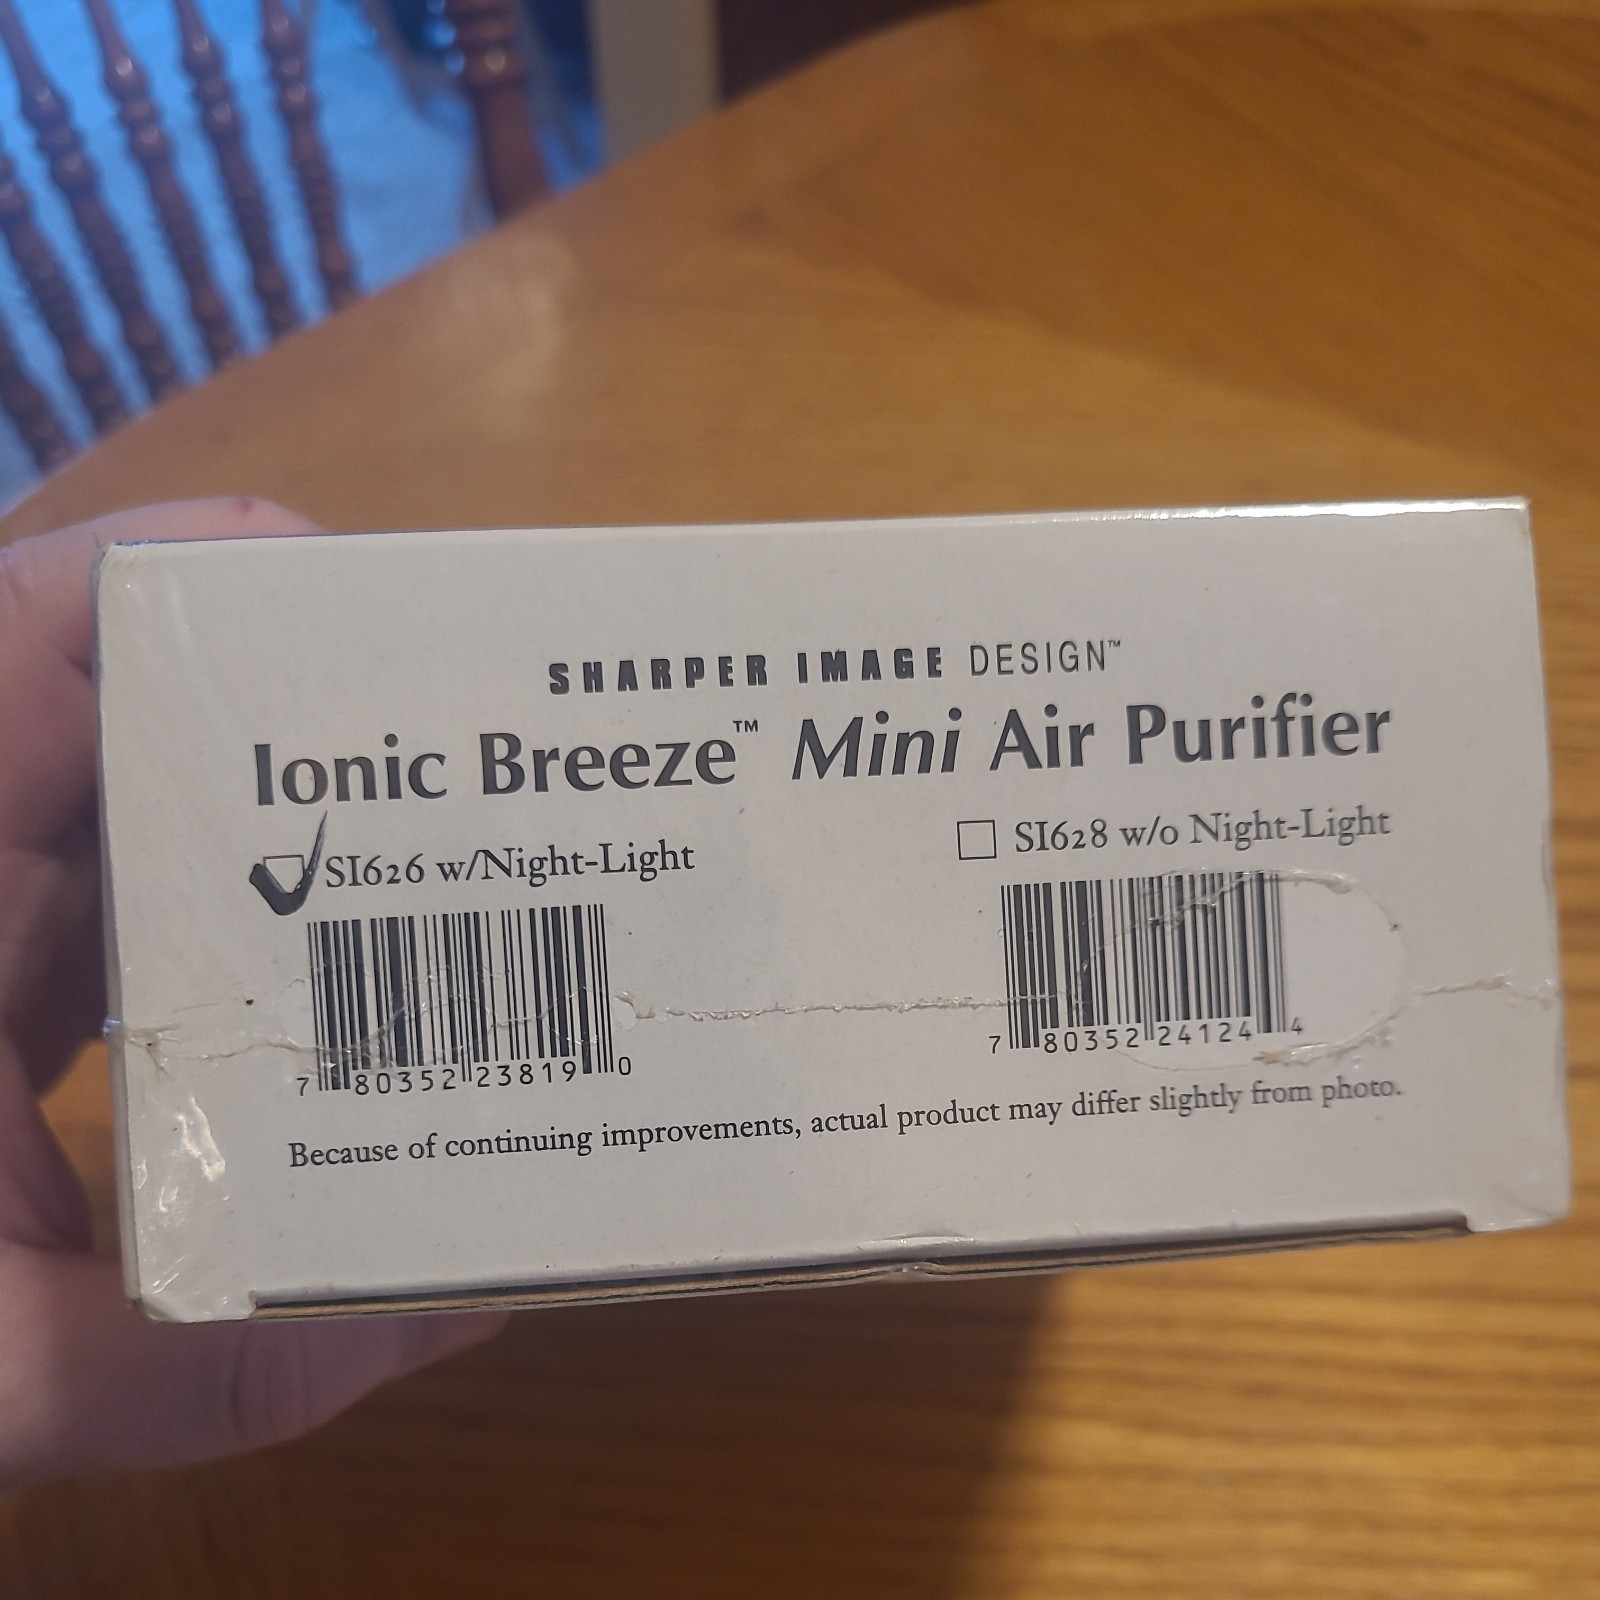 SHARPER IMAGE DESIGN™
Ionic Breeze™ Mini Air Purifier
SI626 w/Night-Light
SI628 w/o Night-Light
7 80352 23819 0
7 80352 24124 4
Because of continuing improvements, actual product may differ slightly from photo.